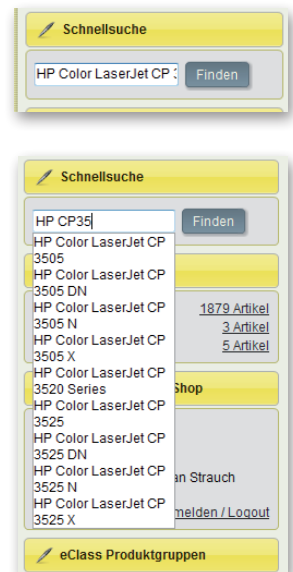 Schnellsuche
HP Color LaserJet CP
Finden
Schnellsuche
HP CP35
Finden
HP Color LaserJet CP
3505
HP Color LaserJet CP
3505 DN
HP Color LaserJet CP
3505 N
HP Color LaserJet CP
3505 X
HP Color LaserJet CP
3520 Series
HP Color LaserJet CP
3525
HP Color LaserJet CP
3525 DN
HP Color LaserJet CP
3525 N
HP Color LaserJet CP
3525 X
1879 Artikel
3 Artikel
5 Artikel
Shop
an Strauch
melden / Logout
eClass Produktgruppen